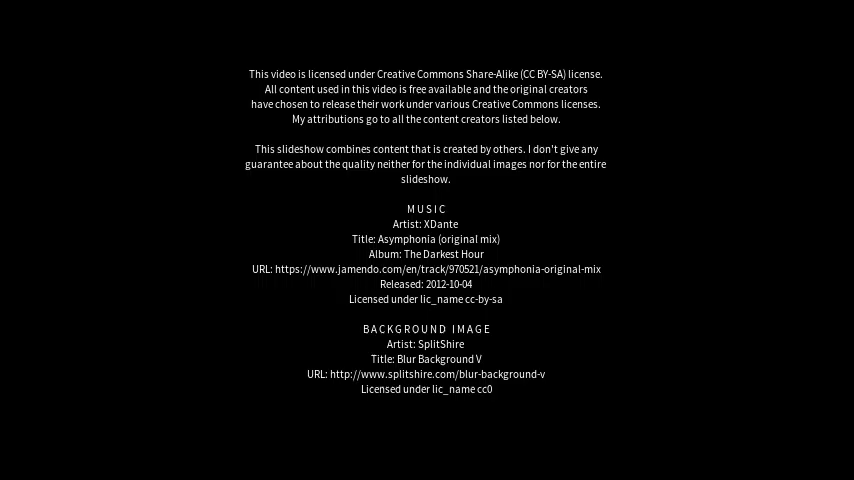 This video is licensed under Creative Commons Share-Alike (CC BY-SA) license.
All content used in this video is free available and the original creators
have chosen to release their work under various Creative Commons licenses.
My attributions go to all the content creators listed below.
This slideshow combines content that is created by others. I don't give any
guarantee about the quality neither for the individual images nor for the entire
slideshow.
MUSIC
Artist: XDante
Title: Asymphonia (original mix)
Album: The Darkest Hour
URL: https://www.jamendo.com/en/track/970521/asymphonia-original-mix
Released: 2012-10-04
Licensed under lic_name cc-by-sa
BACKGROUND IMAGE
Artist: SplitShire
Title: Blur Background V
URL: http://www.splitshire.com/blur-background-v
Licensed under lic_name cc0